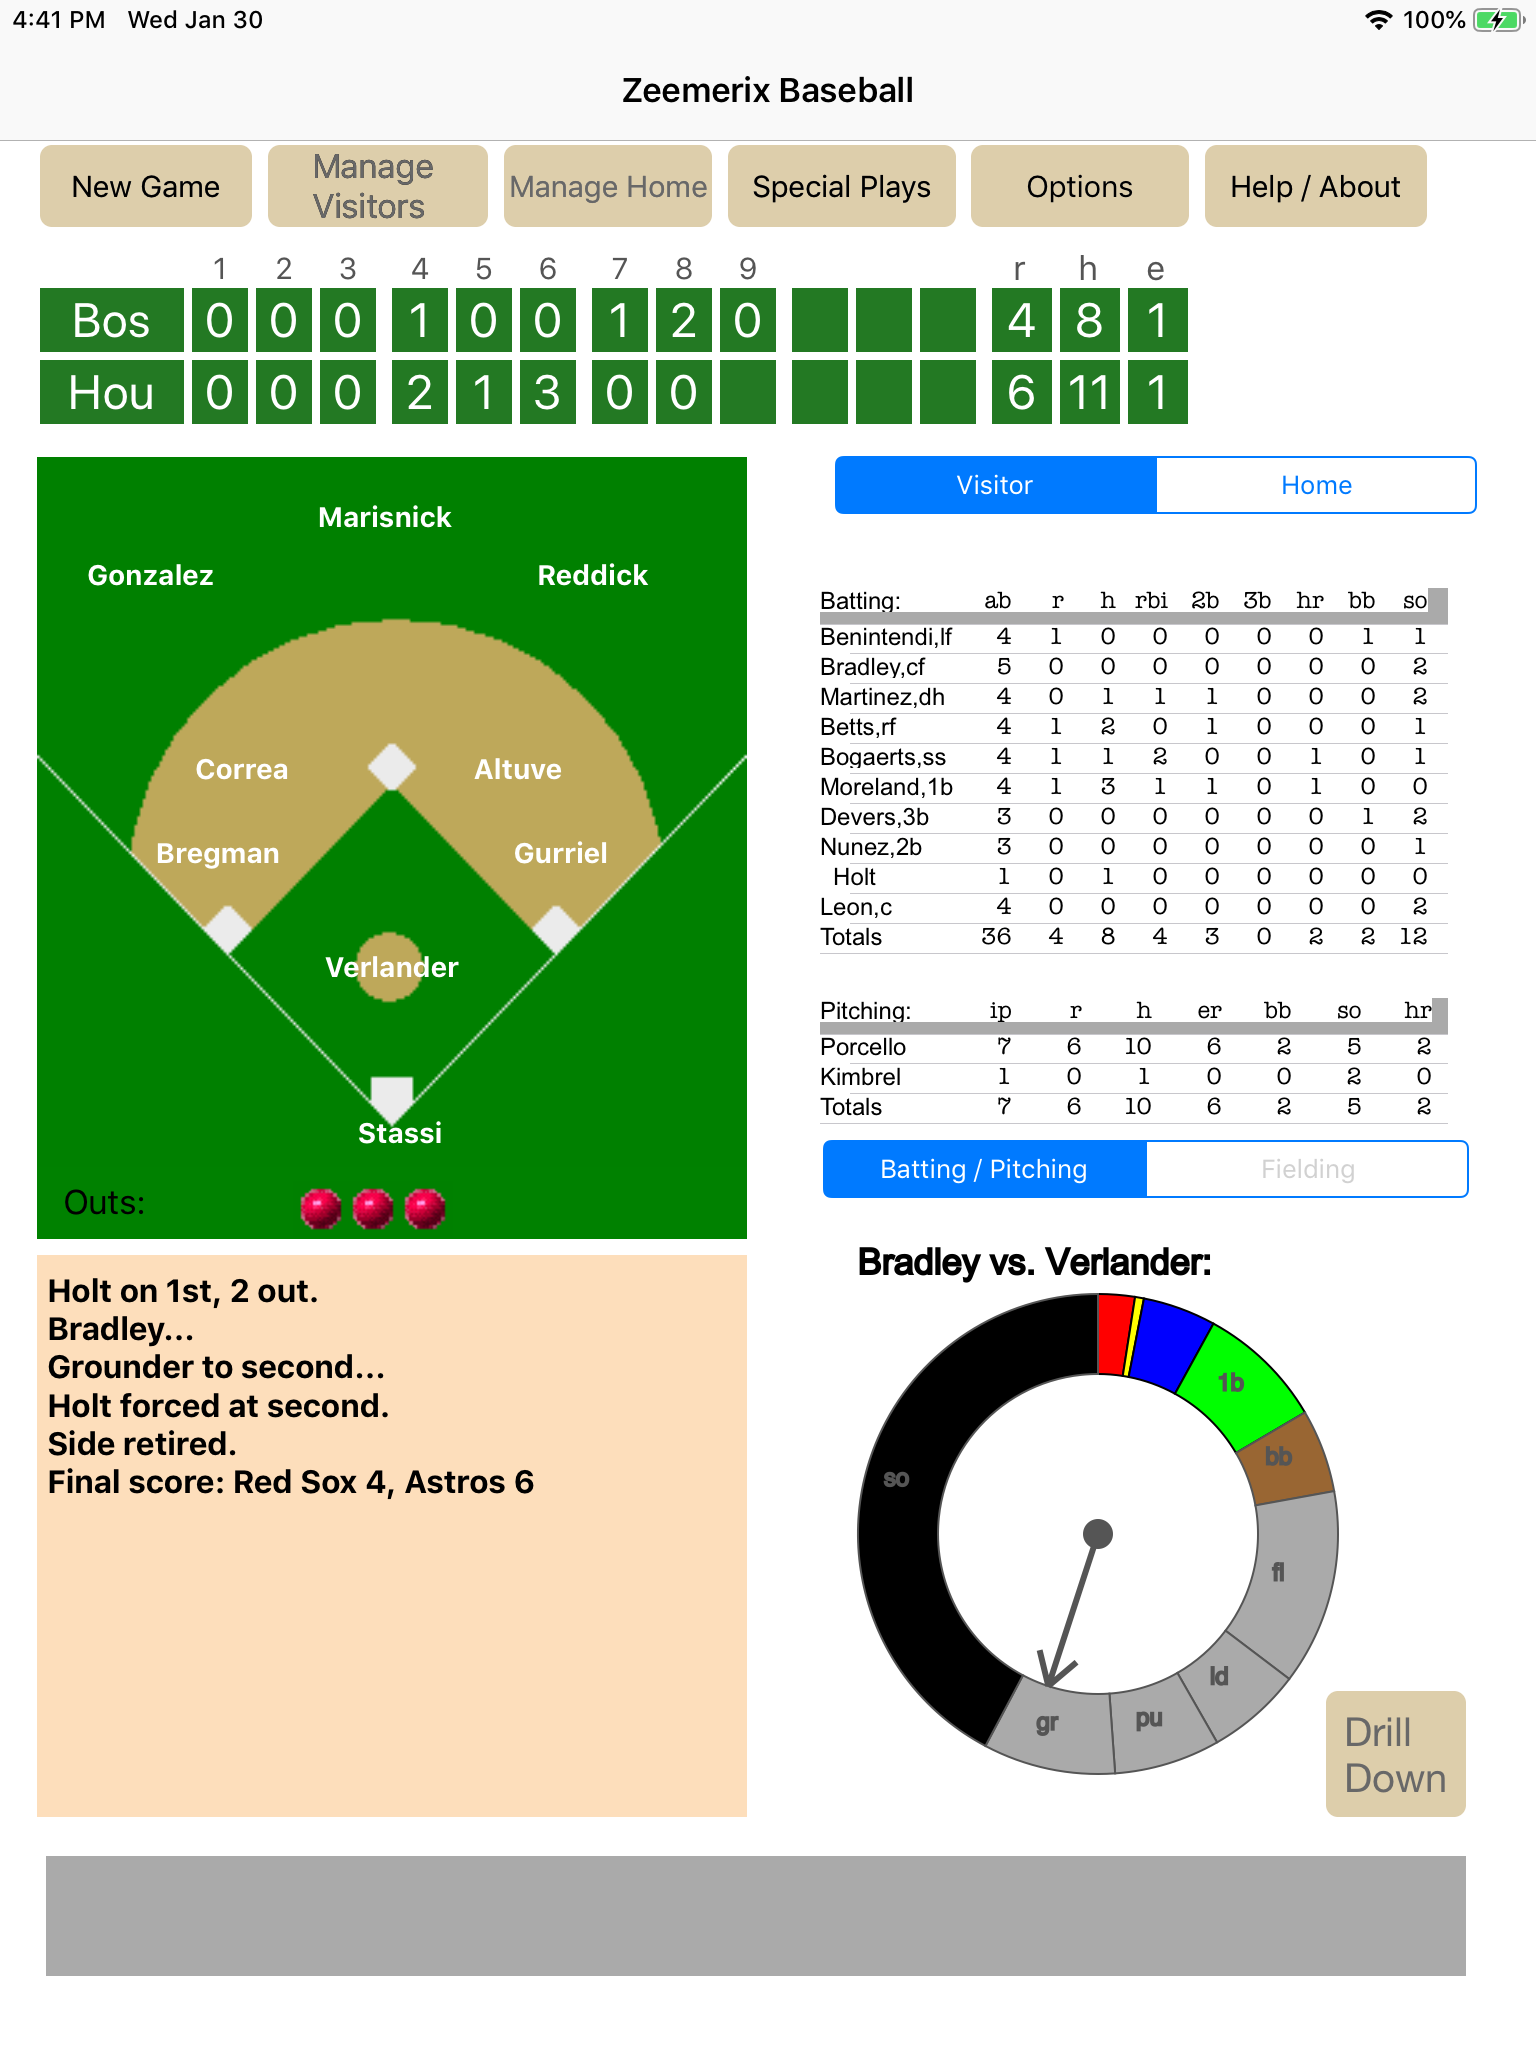 4:41 PM Wed Jan 30 100%
Zeemerix Baseball
New Game
Manage
Visitors
Manage Home
Special Plays
Options
Help / About
1 2 3 4 5 6 7 8 9 r h e
Bos 0 0 0 1 0 0 1 2 0 4 8 1
Hou 0 0 0 2 1 3 0 0 6 11 1
Marisnick
Gonzalez Reddick
Correa Altuve
Bregman Gurriel
Verlander
Stassi
Outs:
Holt on 1st, 2 out.
Bradley...
Grounder to second...
Holt forced at second.
Side retired.
Final score: Red Sox 4, Astros 6
Visitor Home
Batting: ab r h rbi 2b 3b hr bb so
Benintendi,lf 4 1 0 0 0 0 0 1 1
Bradley,cf 5 0 0 0 0 0 0 0 2
Martinez,dh 4 0 1 1 1 0 0 0 2
Betts,rf 4 1 2 0 1 0 0 0 1
Bogaerts,ss 4 1 1 2 0 0 1 0 1
Moreland,1b 4 1 3 1 1 0 1 0 0
Devers,3b 3 0 0 0 0 0 0 1 2
Nunez,2b 3 0 0 0 0 0 0 0 1
Holt 1 0 1 0 0 0 0 0 0
Leon,c 4 0 0 0 0 0 0 0 2
Totals 36 4 8 4 3 0 2 2 12
Pitching: ip r h er bb so hr
Porcello 7 6 10 6 2 5 2
Kimbrel 1 0 1 0 0 2 0
Totals 7 6 10 6 2 5 2
Batting / Pitching Fielding
Bradley vs. Verlander:
1b
bb
so
fl
ld
pu
gr
Drill
Down